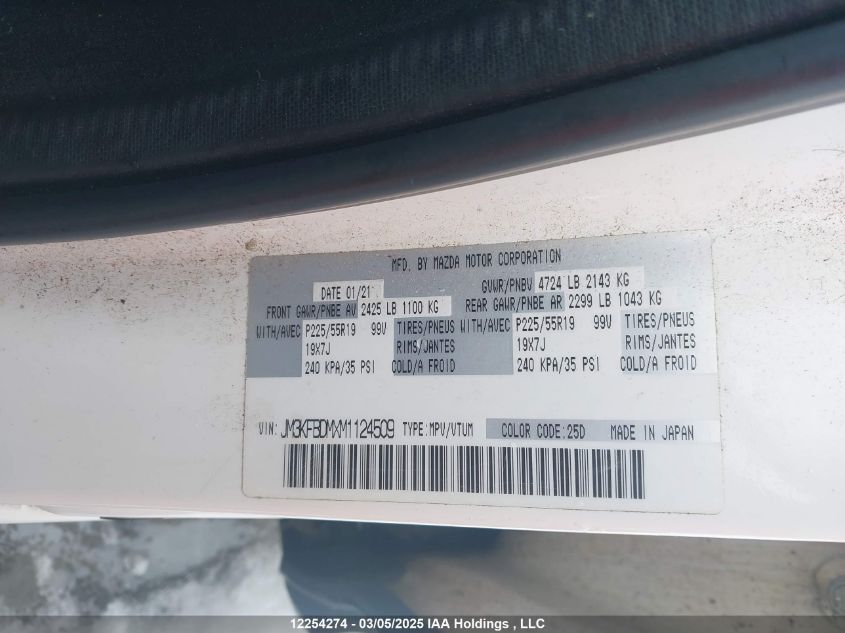 MFD. BY MAZDA MOTOR CORPORATION
DATE 01/21 GVWR/PNBV 4724 LB 2143 KG
FRONT GAWR/PNBE AV 2425 LB 1100 KG REAR GAWR/PNBE AR 2299 LB 1043 KG
WITH/AVEC P225/55R19 99V TIRES/PNEUS WITH/AVEC P225/55R19 99V TIRES/PNEUS
19X7J RIMS/JANTES 19X7J RIMS/JANTES
240 KPA/35 PSI COLD/A FROID 240 KPA/35 PSI COLD/A FROID
VIN: JM3KFBDMXM1124509 TYPE: MPV/VTUM COLOR CODE: 25D MADE IN JAPAN
12254274 - 03/05/2025 IAA Holdings , LLC